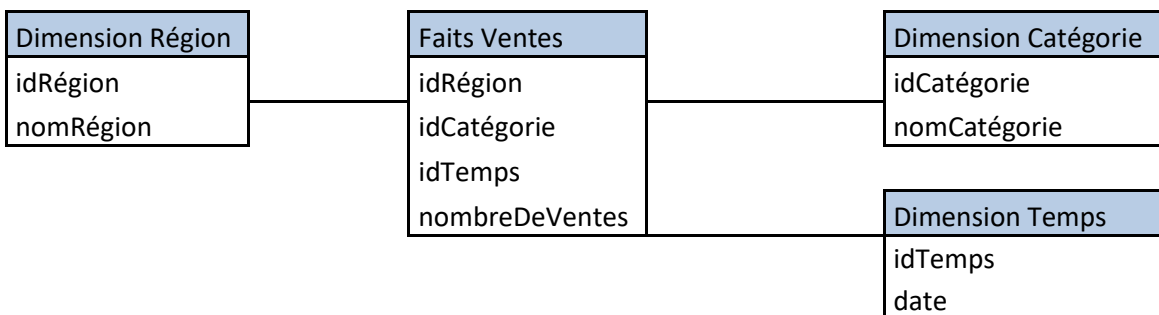 Dimension Région
idRégion
nomRégion
Faits Ventes
idRégion
idCatégorie
idTemps
nombreDeVentes
Dimension Catégorie
idCatégorie
nomCatégorie
Dimension Temps
idTemps
date